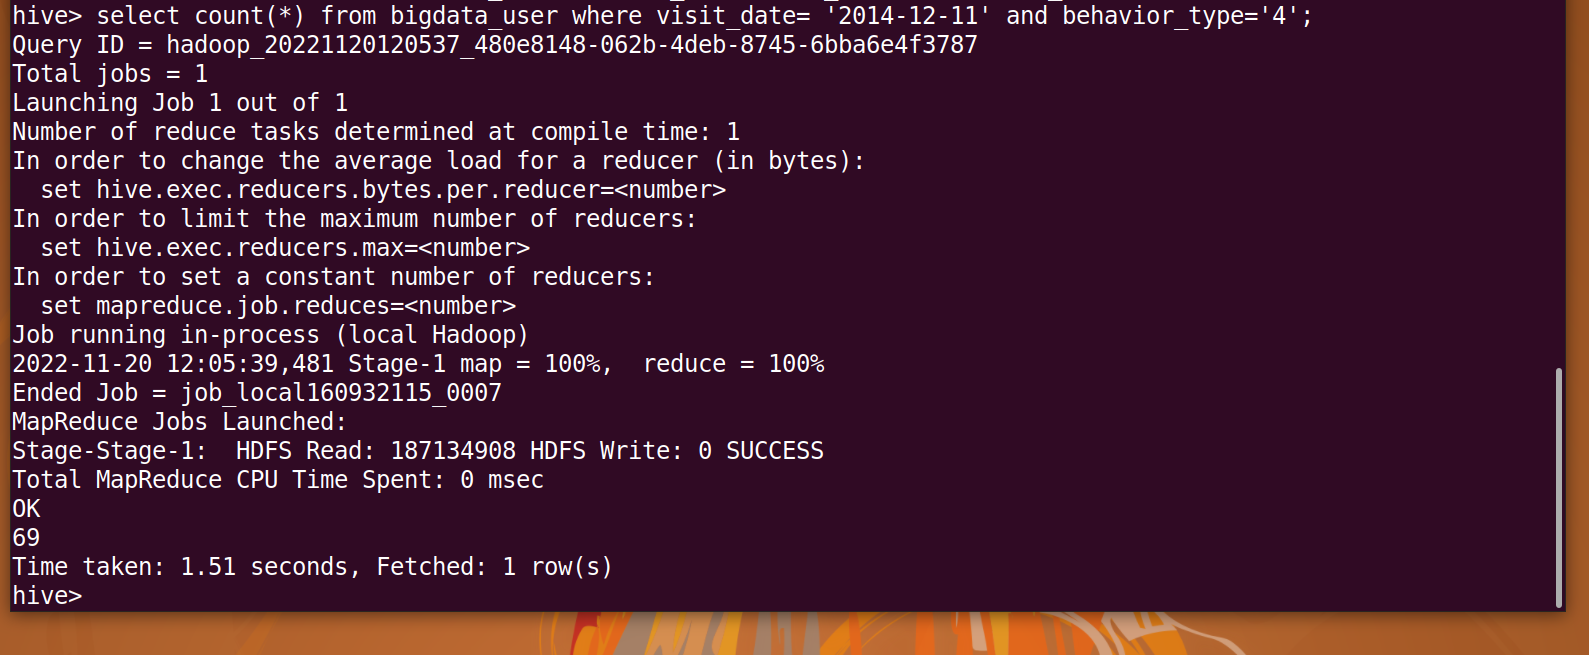 hive> select count(*) from bigdata_user where visit_date= '2014-12-11' and behavior_type='4';
Query ID = hadoop_20221120120537_480e8148-062b-4deb-8745-6bba6e4f3787
Total jobs = 1
Launching Job 1 out of 1
Number of reduce tasks determined at compile time: 1
In order to change the average load for a reducer (in bytes):
  set hive.exec.reducers.bytes.per.reducer=<number>
In order to limit the maximum number of reducers:
  set hive.exec.reducers.max=<number>
In order to set a constant number of reducers:
  set mapreduce.job.reduces=<number>
Job running in-process (local Hadoop)
2022-11-20 12:05:39,481 Stage-1 map = 100%,  reduce = 100%
Ended Job = job_local160932115_0007
MapReduce Jobs Launched:
Stage-Stage-1:  HDFS Read: 187134908 HDFS Write: 0 SUCCESS
Total MapReduce CPU Time Spent: 0 msec
OK
69
Time taken: 1.51 seconds, Fetched: 1 row(s)
hive>